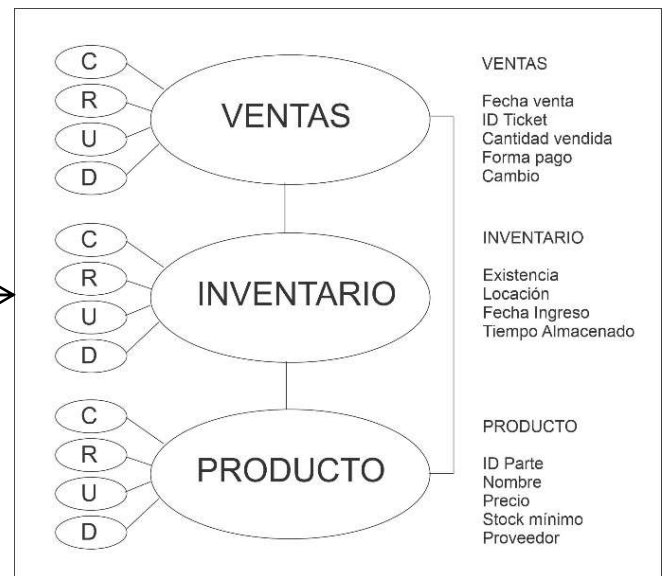 C
R
U
D
VENTAS
VENTAS
Fecha venta
ID Ticket
Cantidad vendida
Forma pago
Cambio
C
R
U
D
INVENTARIO
INVENTARIO
Existencia
Locación
Fecha Ingreso
Tiempo Almacenado
C
R
U
D
PRODUCTO
PRODUCTO
ID Parte
Nombre
Precio
Stock mínimo
Proveedor